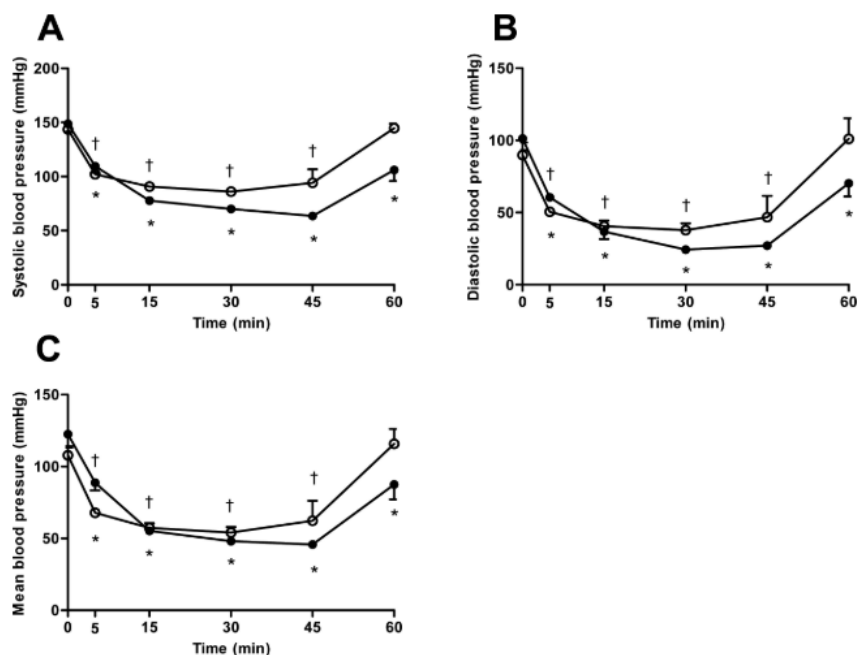 A
Systolic blood pressure (mmHg)
200
150
100
50
0
† † † †
* * * * *
0 5 15 30 45 60
Time (min)
B
Diastolic blood pressure (mmHg)
150
100
50
0
† † † †
* * * * *
0 5 15 30 45 60
Time (min)
C
Mean blood pressure (mmHg)
150
100
50
0
† † † †
* * * * *
0 5 15 30 45 60
Time (min)